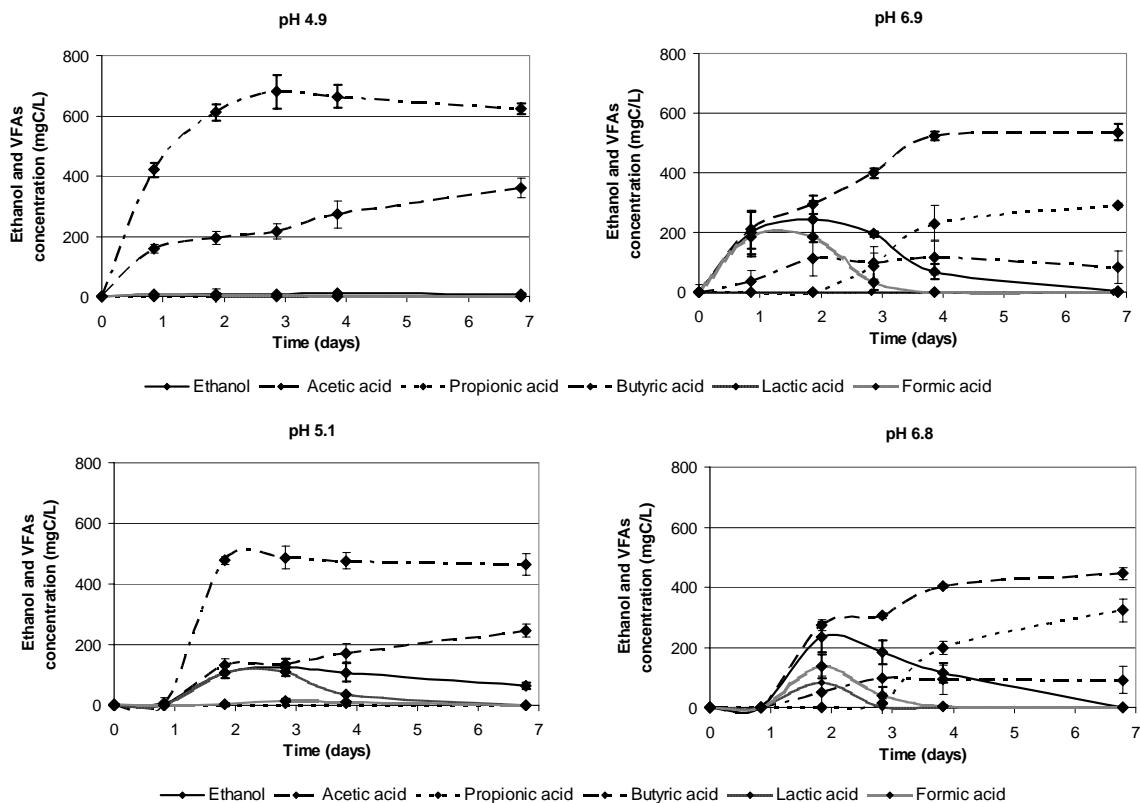 pH 4.9
Ethanol and VFAs
concentration (mgC/L)
800
600
400
200
0
0 1 2 3 4 5 6 7
Time (days)
pH 6.9
Ethanol and VFAs
concentration (mgC/L)
800
600
400
200
0
0 1 2 3 4 5 6 7
Time (days)
Ethanol Acetic acid Propionic acid Butyric acid Lactic acid Formic acid
pH 5.1
Ethanol and VFAs
concentration (mgC/L)
800
600
400
200
0
0 1 2 3 4 5 6 7
Time (days)
pH 6.8
Ethanol and VFAs
concentration (mgC/L)
800
600
400
200
0
0 1 2 3 4 5 6 7
Time (days)
Ethanol Acetic acid Propionic acid Butyric acid Lactic acid Formic acid